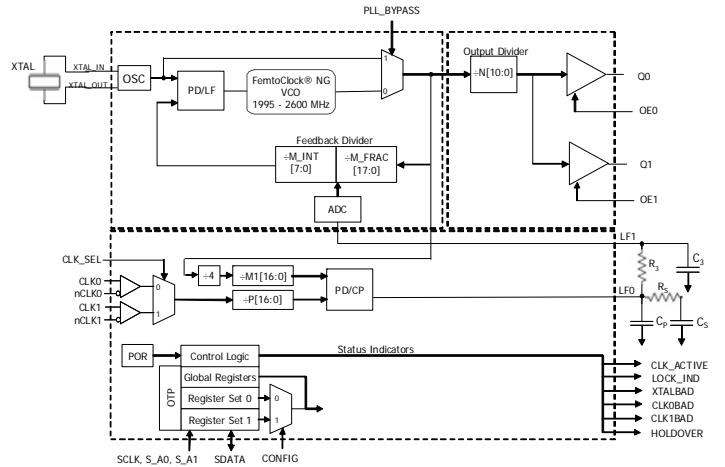 PLL_BYPASS
XTAL
XTAL_IN
XTAL_OUT
OSC
PD/LF
FemtoClock® NG
VCO
1995 - 2600 MHz
1
0
Output Divider
÷N[10:0]
Q0
OE0
Q1
OE1
Feedback Divider
÷M_INT
[7:0]
÷M_FRAC
[17:0]
ADC
LF1
CLK_SEL
CLK0
nCLK0
CLK1
nCLK1
0
1
÷4
÷M1[16:0]
÷P[16:0]
PD/CP
LF0
R3
C3
RS
CP
CS
POR
Control Logic
Status Indicators
OTP
Global Registers
Register Set 0
Register Set 1
0
1
CLK_ACTIVE
LOCK_IND
XTALBAD
CLK0BAD
CLK1BAD
HOLDOVER
SCLK, S_A0, S_A1
SDATA
CONFIG